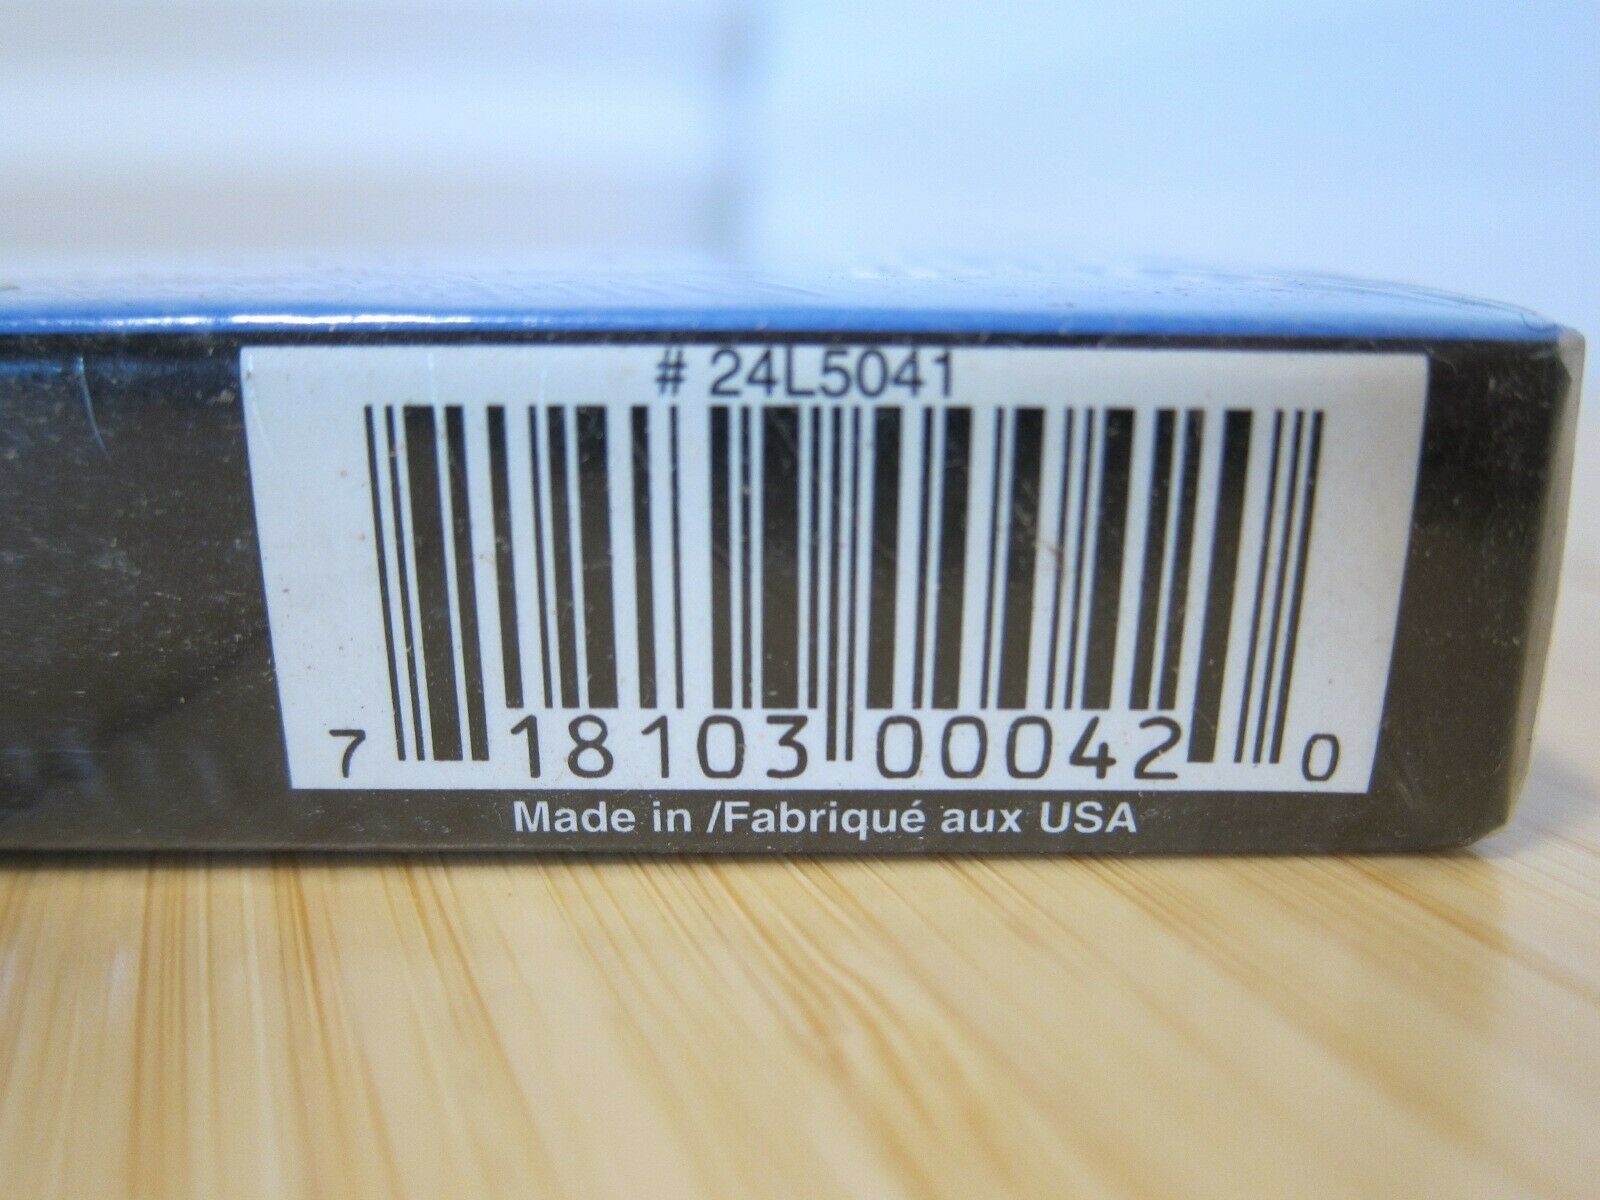 # 24L5041
7 18103 00042 0
Made in /Fabriqué aux USA